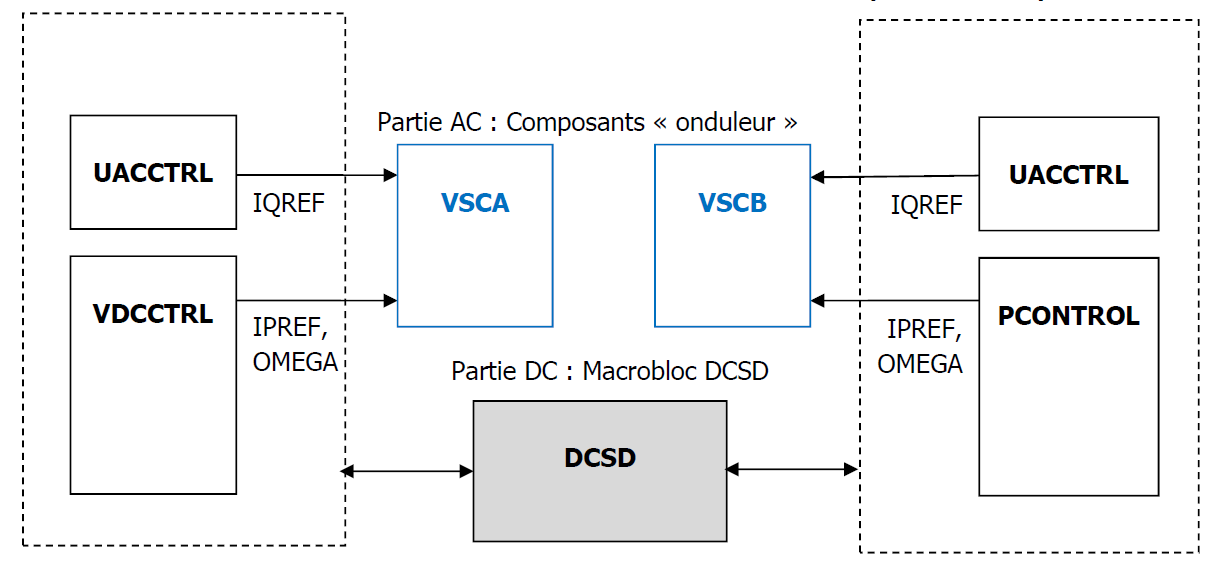 Partie AC : Composants « onduleur »
UACCTRL
IQREF
VSCA
VSCB
UACCTRL
IQREF
VDCCTRL
IPREF,
OMEGA
PCONTROL
IPREF,
OMEGA
Partie DC : Macrobloc DCSD
DCSD